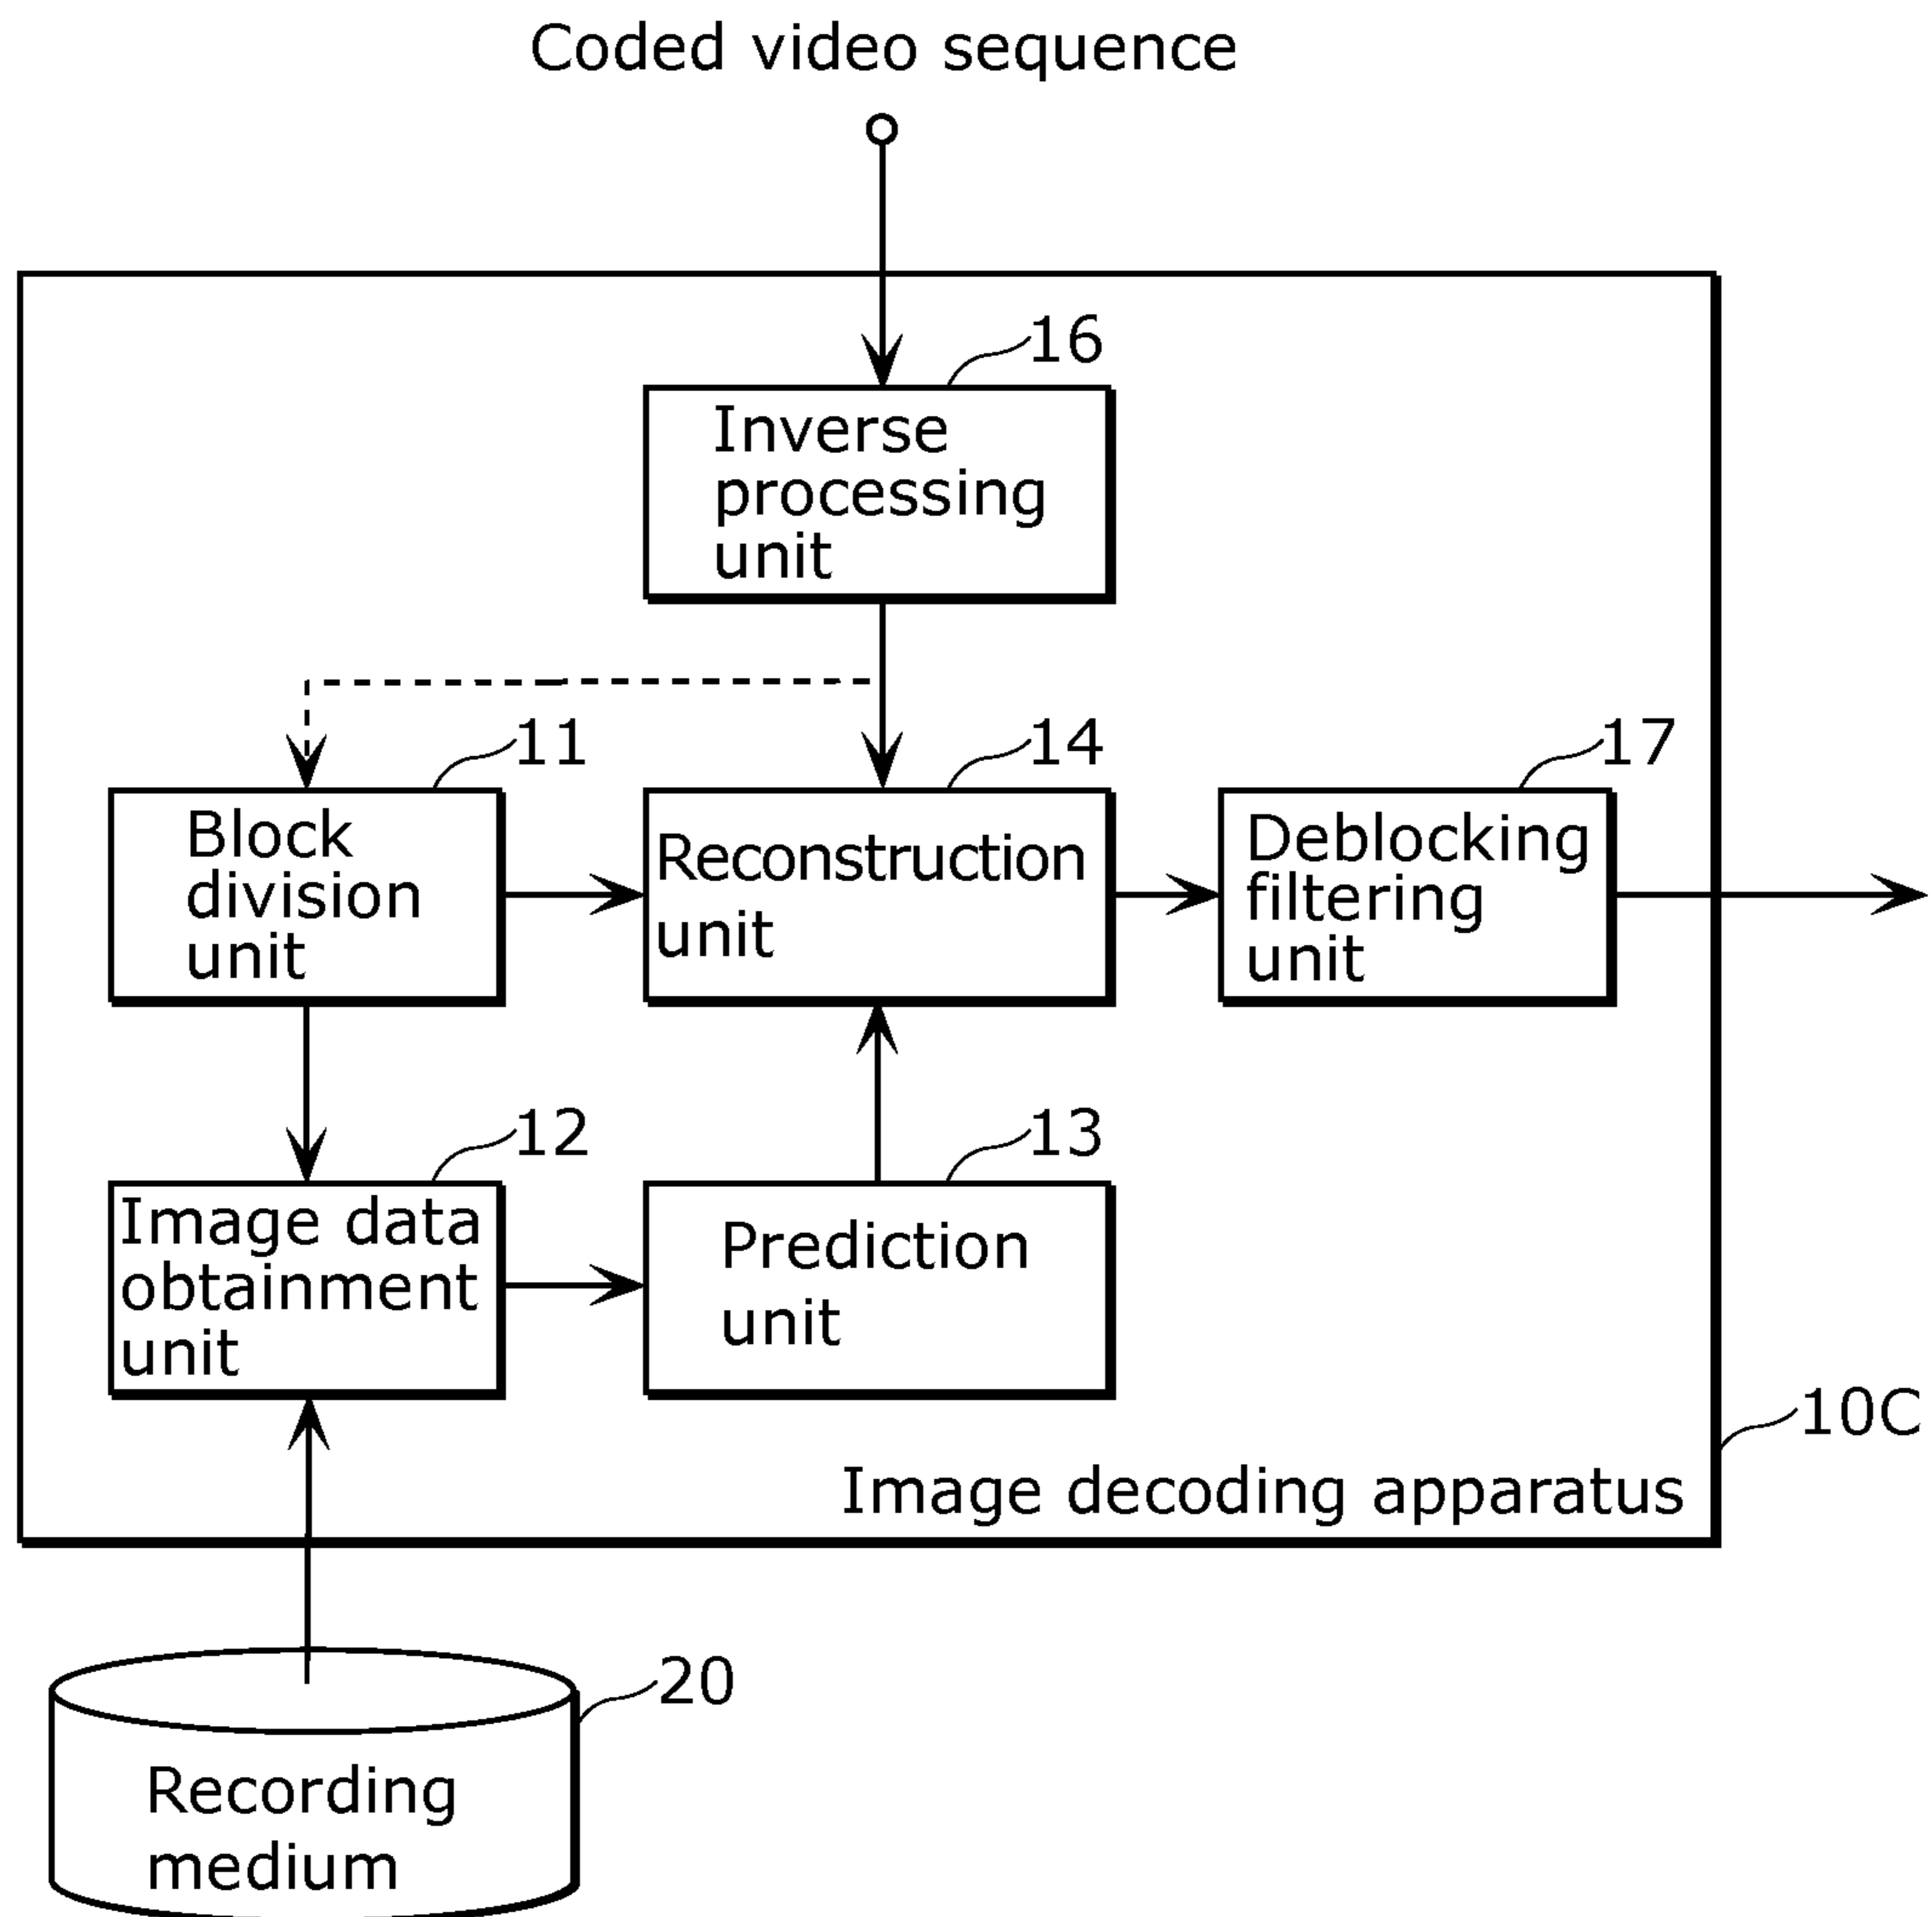 Coded video sequence
16
Inverse
processing
unit
11
14
17
Block
division
unit
Reconstruction
unit
Deblocking
filtering
unit
12
13
Image data
obtainment
unit
Prediction
unit
10C
Image decoding apparatus
20
Recording
medium